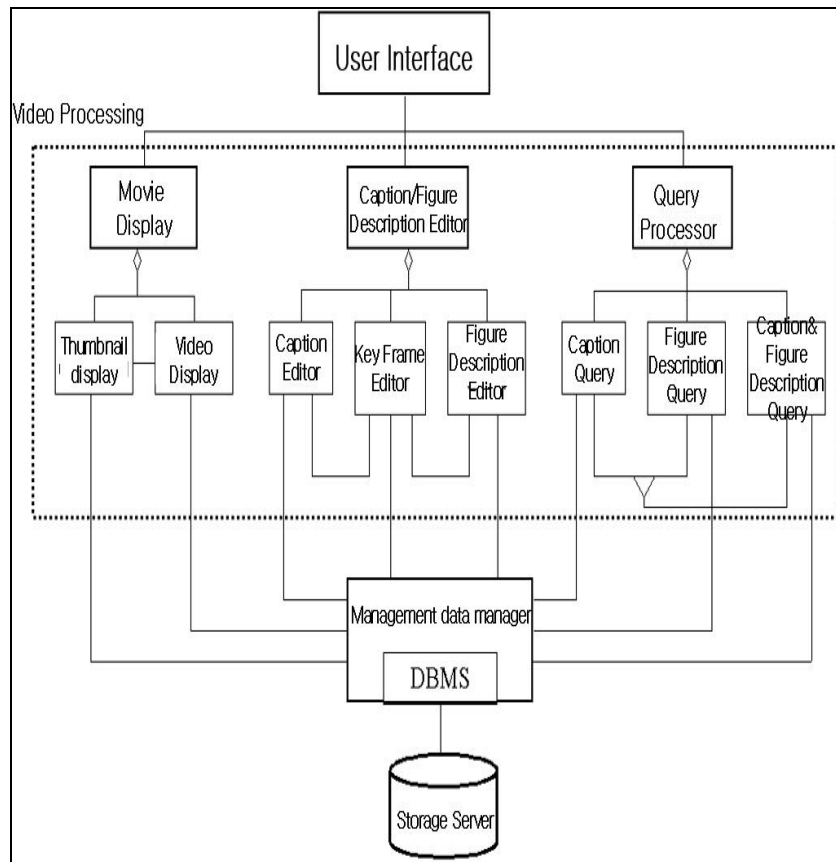 User Interface
Video Processing
Movie
Display
Caption/Figure
Description Editor
Query
Processor
Thumbnail
display
Video
Display
Caption
Editor
Key Frame
Editor
Figure
Description
Editor
Caption
Query
Figure
Description
Query
Caption&
Figure
Description
Query
Management data manager
DBMS
Storage Server